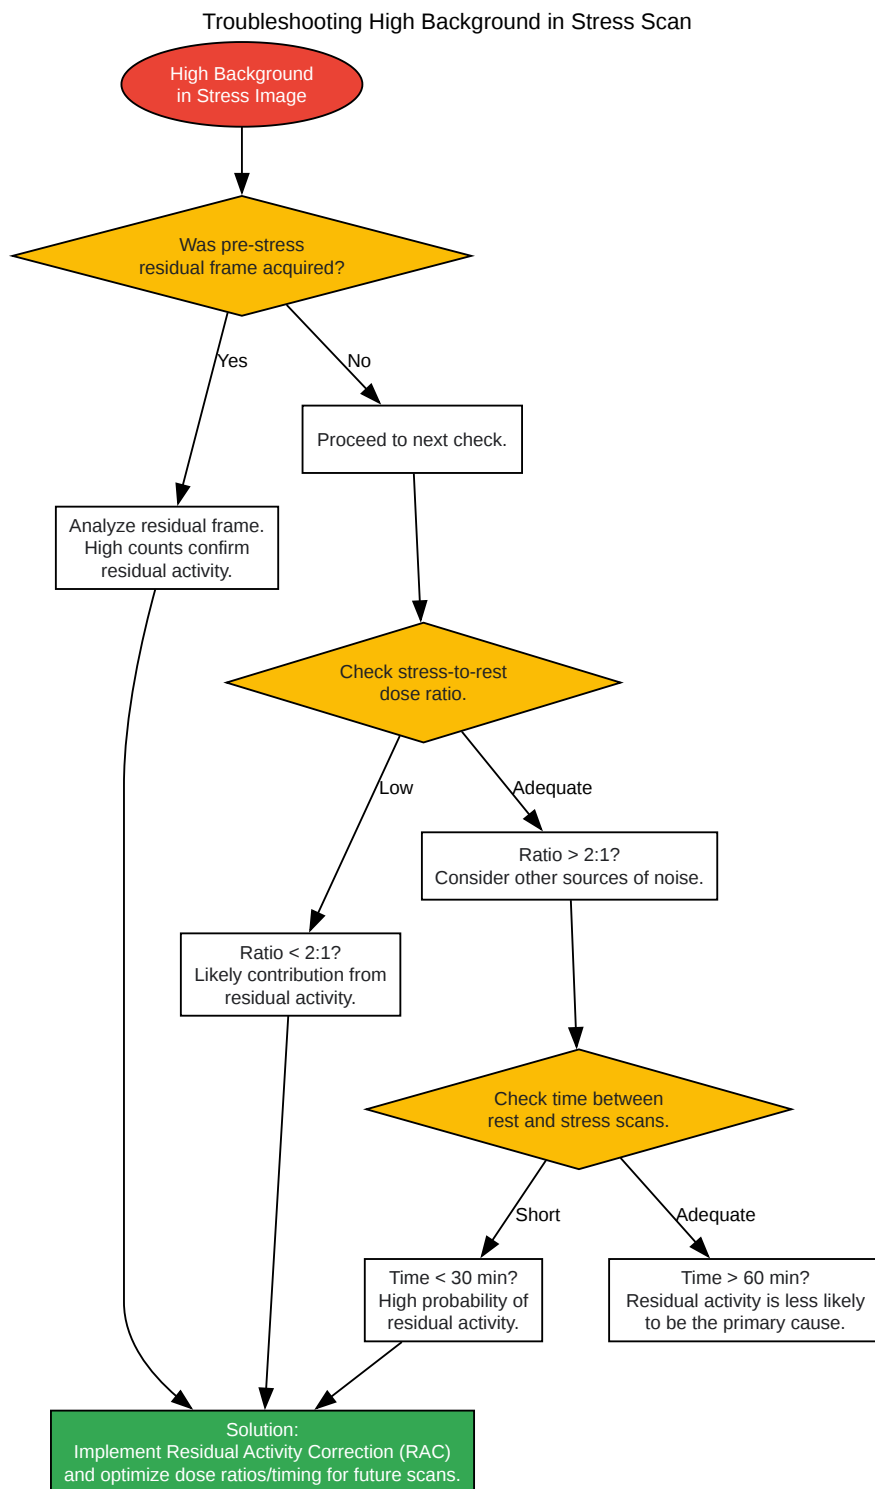 Troubleshooting High Background in Stress Scan
High Background
in Stress Image
Was pre-stress
residual frame acquired?
Yes
No
Proceed to next check.
Analyze residual frame.
High counts confirm
residual activity.
Check stress-to-rest
dose ratio.
Low
Adequate
Ratio > 2:1?
Consider other sources of noise.
Ratio < 2:1?
Likely contribution from
residual activity.
Check time between
rest and stress scans.
Short
Adequate
Time < 30 min?
High probability of
residual activity.
Time > 60 min?
Residual activity is less likely
to be the primary cause.
Solution:
Implement Residual Activity Correction (RAC)
and optimize dose ratios/timing for future scans.